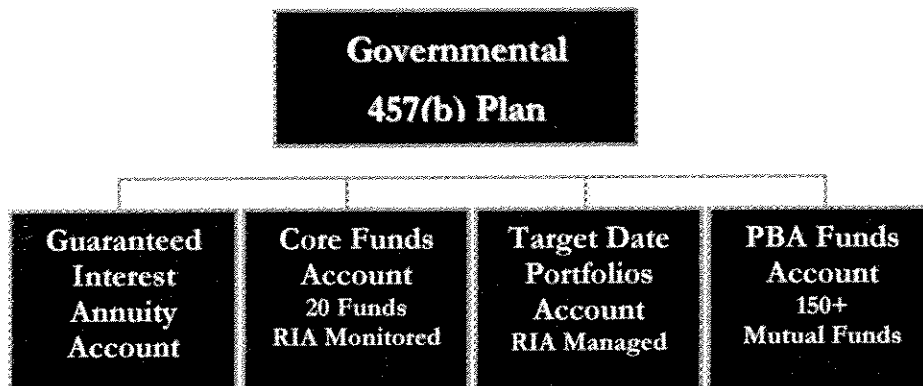 Governmental
457(b) Plan
Guaranteed
Interest
Annuity
Account
Core Funds
Account
20 Funds
RIA Monitored
Target Date
Portfolios
Account
RIA Managed
PBA Funds
Account
150+
Mutual Funds